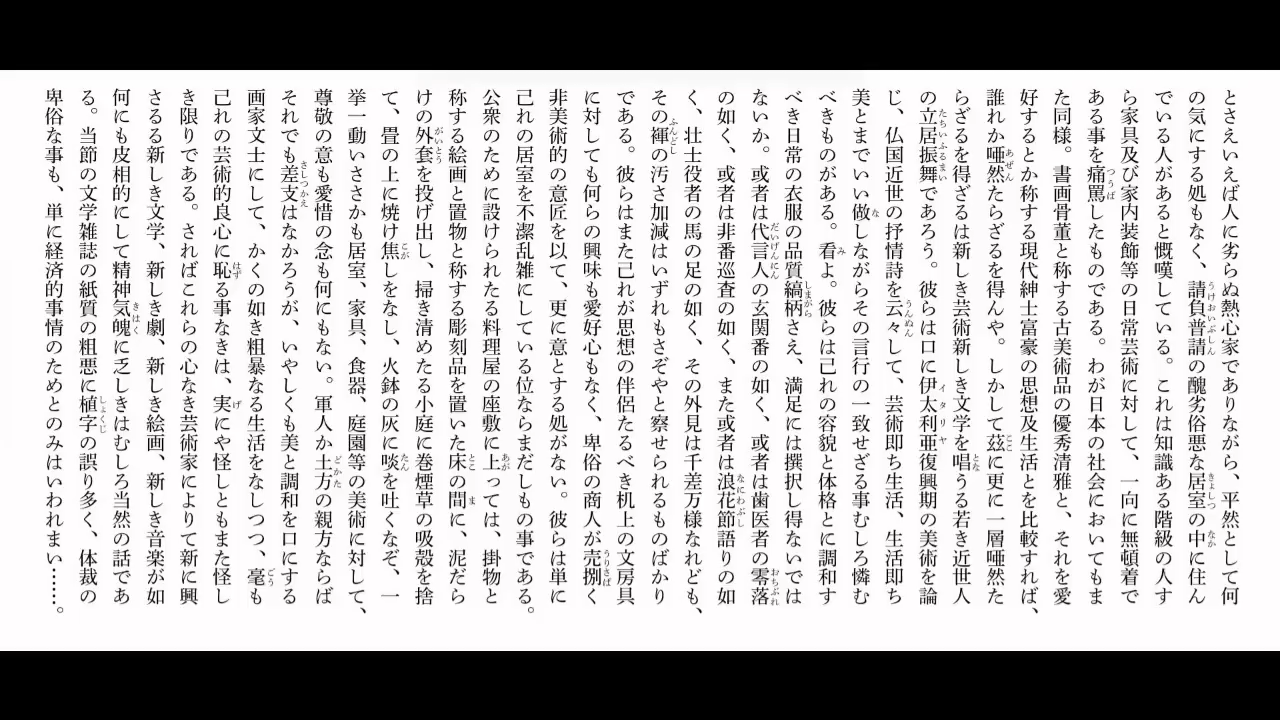 とさえいえば人に劣らぬ熱心家でありながら、平然として何
の気にする処もなく、請負普請の醜劣俗悪な居室の中に住ん
でいる人があると慨嘆している。これは知識ある階級の人す
ら家具及び家内装飾等の日常芸術に対して、一向に無頓着で
ある事を痛罵したものである。わが日本の社会においてもま
た同様。書画骨董と称する古美術品の優秀清雅と、それを愛
好するとか称する現代紳士富豪の思想及生活とを比較すれば、
誰か唖然たらざるを得んや。しかして茲に更に一層唖然た
らざるを得ざるは新しき芸術新しき文学を唱うる若き近世人
の立居振舞であろう。彼らは口に伊太利亜復興期の美術を論
じ、仏国近世の抒情詩を云々して、芸術即ち生活、生活即ち
美とまでいい做しながらその言行の一致せざる事むしろ憐む
べきものがある。看よ。彼らは己れの容貌と体格とに調和す
べき日常の衣服の品質縞柄さえ、満足には撰択し得ないでは
ないか。或者は代言人の玄関番の如く、或者は歯医者の零落
の如く、或者は非番巡査の如く、また或者は浪花節語りの如
く、壮士役者の馬の足の如く、その外見は千差万様なれども、
その褌の汚さ加減はいずれもさぞやと察せられるものばかり
である。彼らはまた己れが思想の伴侶たるべき机上の文房具
に対しても何らの興味も愛好心もなく、卑俗の商人が売捌く
非美術的の意匠を以て、更に意とする処がない。彼らは単に
己れの居室を不潔乱雑にしている位ならまだしもの事である。
公衆のために設けられたる料理屋の座敷に上っては、掛物と
称する絵画と置物と称する彫刻品を置いた床の間に、泥だら
けの外套を投げ出し、掃き清めたる小庭に巻煙草の吸殻を捨
て、畳の上に焼け焦しをなし、火鉢の灰に啖を吐くなぞ、一
挙一動いささかも居室、家具、食器、庭園等の美術に対して、
尊敬の意も愛惜の念も何にもない。軍人か土方の親方ならば
それでも差支はなかろうが、いやしくも美と調和を口にする
画家文士にして、かくの如き粗暴なる生活をなしつつ、毫も
己れの芸術的良心に恥る事なきは、実にや怪しともまた怪し
き限りである。さればこれらの心なき芸術家によりて新に興
さるる新しき文学、新しき劇、新しき絵画、新しき音楽が如
何にも皮相的にして精神気魄に乏しきはむしろ当然の話であ
る。当節の文学雑誌の紙質の粗悪に植字の誤り多く、体裁の
卑俗な事も、単に経済的事情のためとのみはいわれまい……。